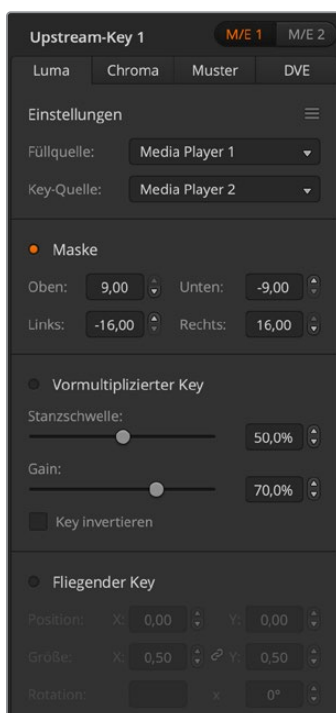 Upstream-Key 1 M/E 1 M/E 2
Luma Chroma Muster DVE
Einstellungen
Füllquelle: Media Player 1
Key-Quelle: Media Player 2
Maske
Oben: 9,00 Unten: -9,00
Links: -16,00 Rechts: 16,00
Vormultiplizierter Key
Stanzschwelle:
50,0%
Gain:
70,0%
Key invertieren
Fliegender Key
Position: X: 0,00 Y: 0,00
Größe: X: 0,50 Y: 0,50
Rotation: x 0°